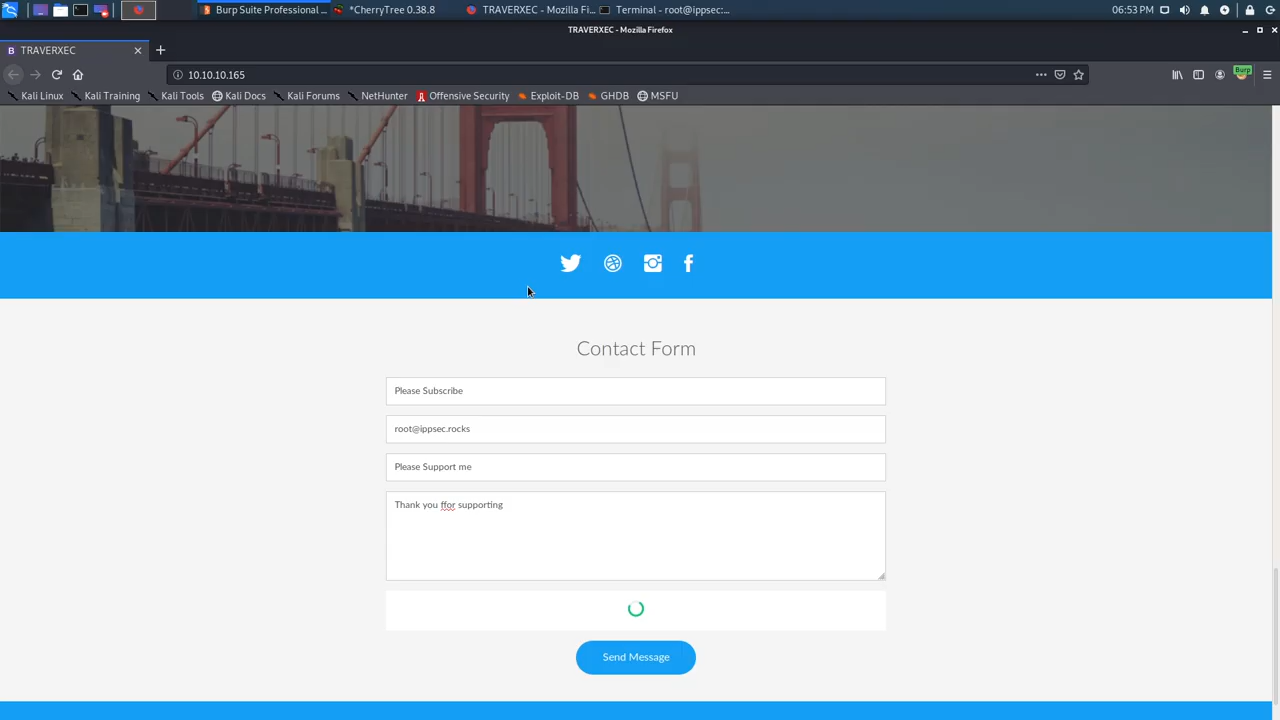 Burp Suite Professional ...
*CherryTree 0.38.8
TRAVERXEC - Mozilla Fi...
Terminal - root@ippsec:...
06:53 PM
TRAVERXEC - Mozilla Firefox
B TRAVERXEC
10.10.10.165
Burp
Kali Linux
Kali Training
Kali Tools
Kali Docs
Kali Forums
NetHunter
Offensive Security
Exploit-DB
GHDB
MSFU
Contact Form
Please Subscribe
root@ippsec.rocks
Please Support me
Thank you ffor supporting
Send Message